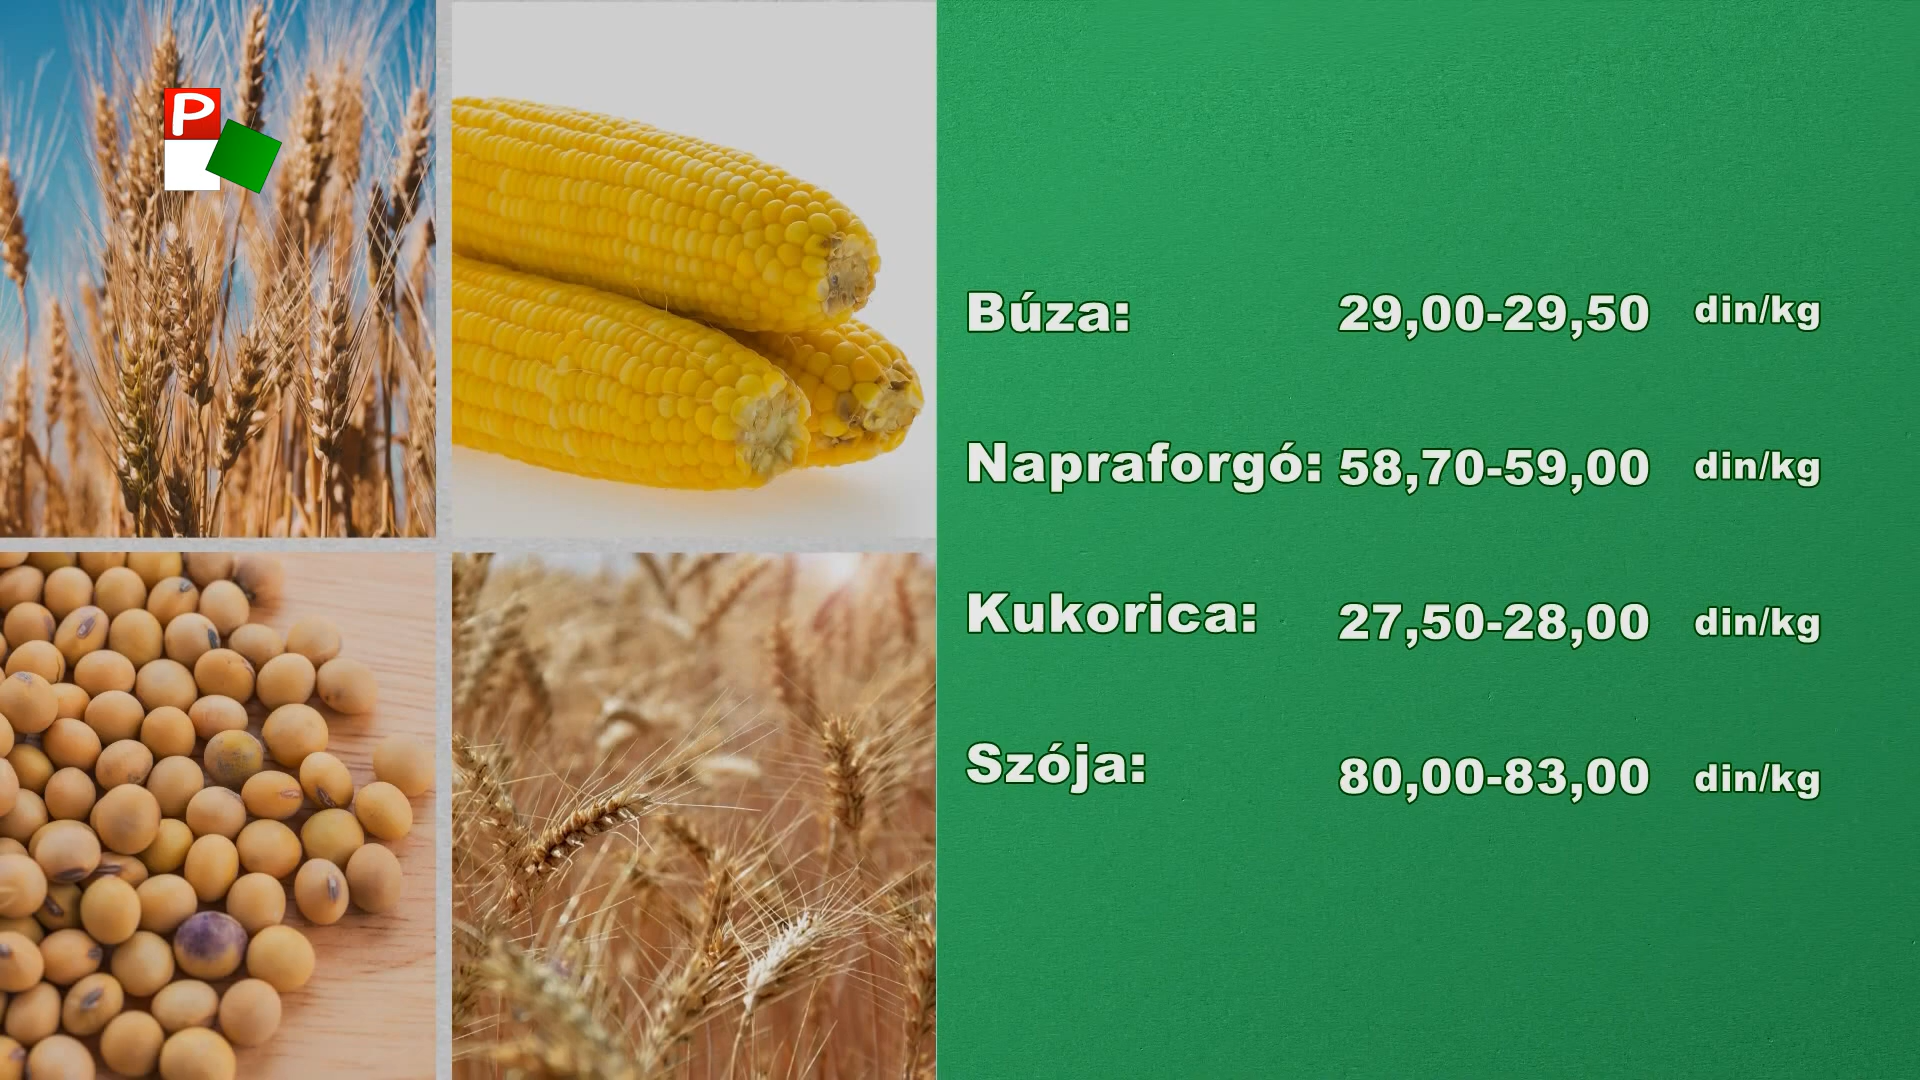 P
Búza: 29,00-29,50 din/kg
Napraforgó: 58,70-59,00 din/kg
Kukorica: 27,50-28,00 din/kg
Szója: 80,00-83,00 din/kg